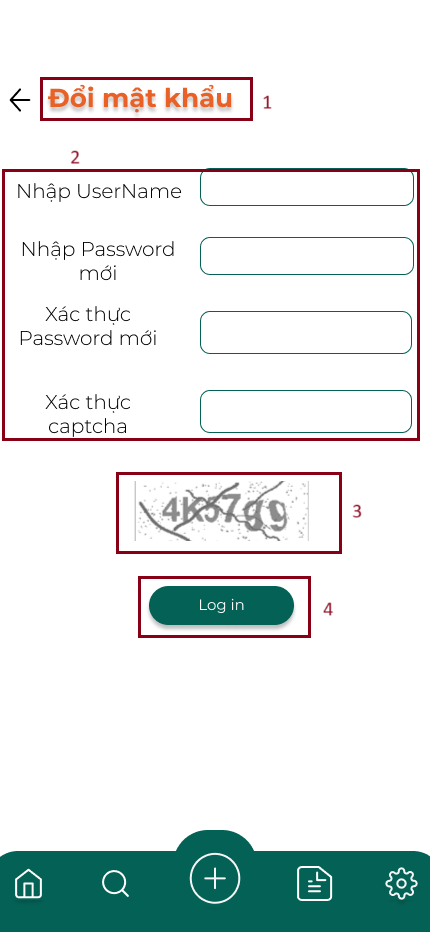 Đổi mật khẩu
1
2
Nhập UserName
Nhập Password
mới
Xác thực
Password mới
Xác thực
captcha
4K57gg
3
Log in
4